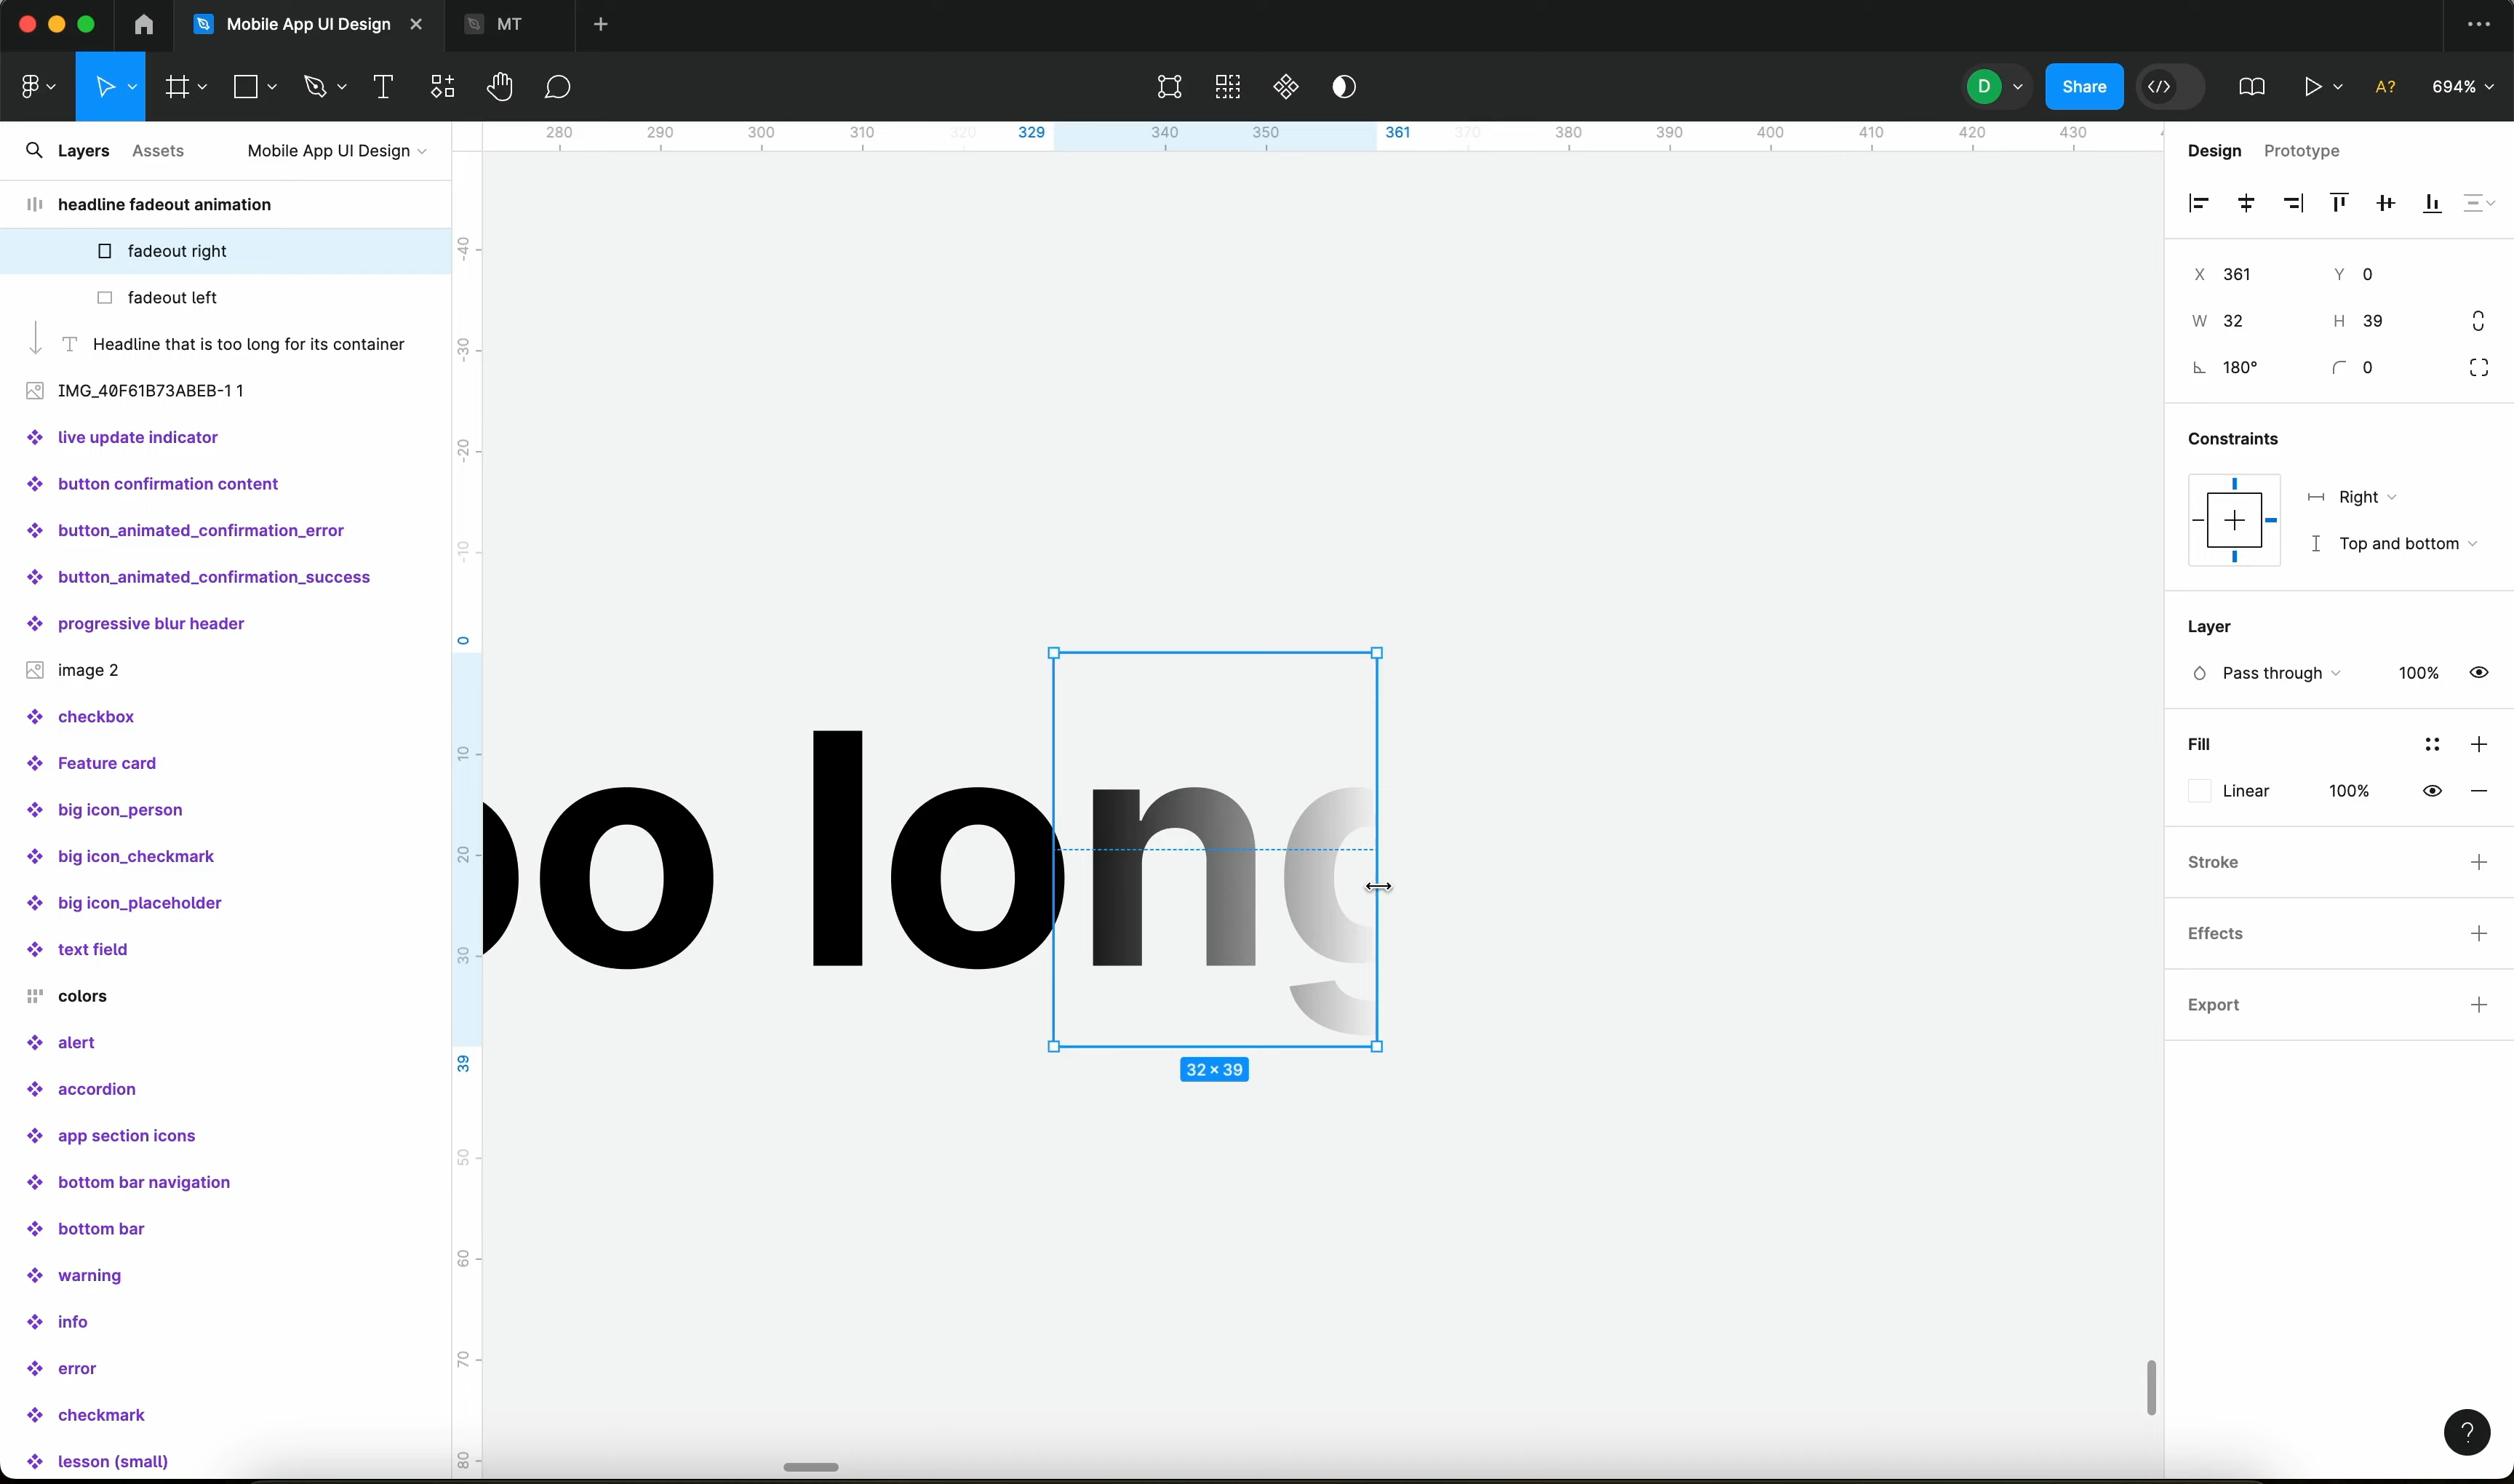 Mobile App UI Design
MT
D
Share
A?
694%
Layers
Assets
Mobile App UI Design
280 290 300 310 320 329 340 350 361 370 380 390 400 410 420 430
Design
Prototype
headline fadeout animation
fadeout right
fadeout left
Headline that is too long for its container
IMG_40F61B73ABEB-1 1
live update indicator
button confirmation content
button_animated_confirmation_error
button_animated_confirmation_success
progressive blur header
image 2
checkbox
Feature card
big icon_person
big icon_checkmark
big icon_placeholder
text field
colors
alert
accordion
app section icons
bottom bar navigation
bottom bar
warning
info
error
checkmark
lesson (small)
-40
-30
-20
-10
0
10
20
30
39
50
60
70
80
oo long
32 × 39
X 361 Y 0
W 32 H 39
180° 0
Constraints
Right
Top and bottom
Layer
Pass through 100%
Fill
Linear 100%
Stroke
Effects
Export
?